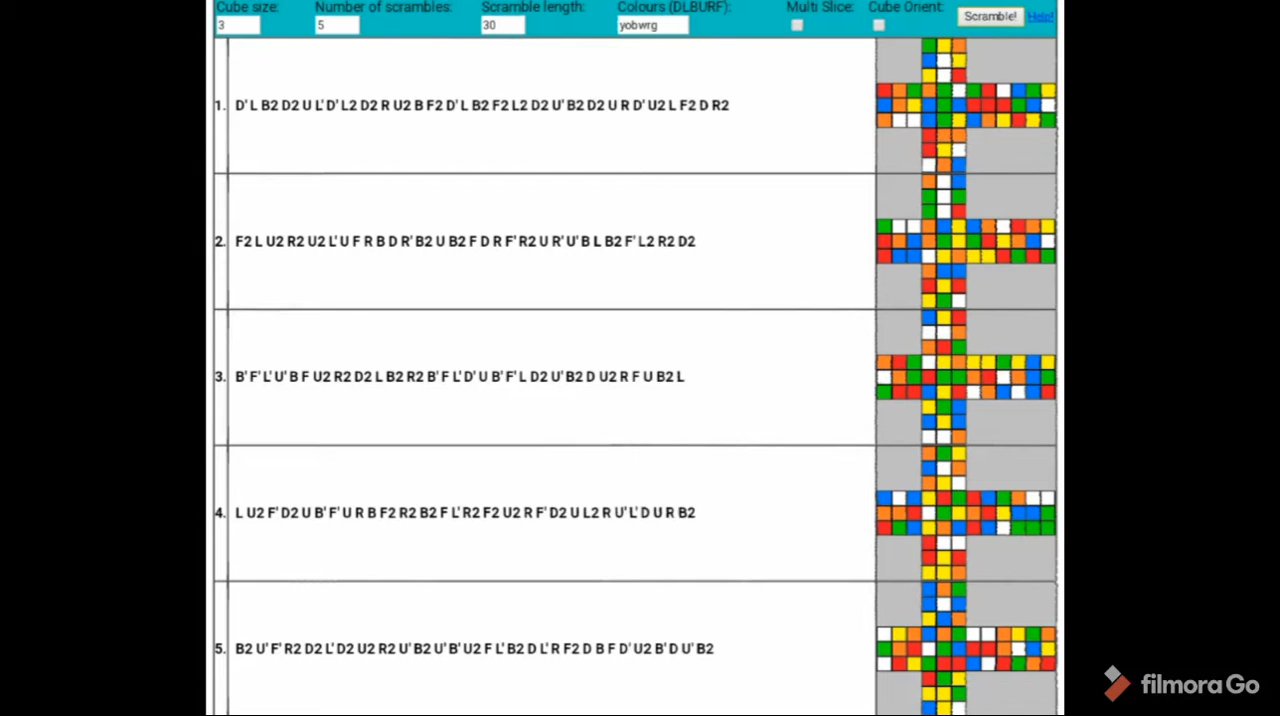 Cube size: Number of scrambles: Scramble length: Colours (DLBURF): Multi Slice: Cube Orient:
3 5 30 yobwrg Scramble! Help!
1. D' L B2 D2 U L' D' L2 D2 R U2 B F2 D' L B2 F2 L2 D2 U' B2 D2 U R D' U2 L F2 D R2
2. F2 L U2 R2 U2 L' U F R B D R' B2 U B2 F D R F' R2 U R' U' B L B2 F' L2 R2 D2
3. B' F' L' U' B F U2 R2 D2 L B2 R2 B' F L' D' U B' F' L D2 U' B2 D U2 R F U B2 L
4. L U2 F' D2 U B' F' U R B F2 R2 B2 F L' R2 F2 U2 R F' D2 U L2 R U' L' D U R B2
5. B2 U' F' R2 D2 L' D2 U2 R2 U' B2 U' B' U2 F L' B2 D L' R F2 D B F D' U2 B' D U' B2
filmora Go